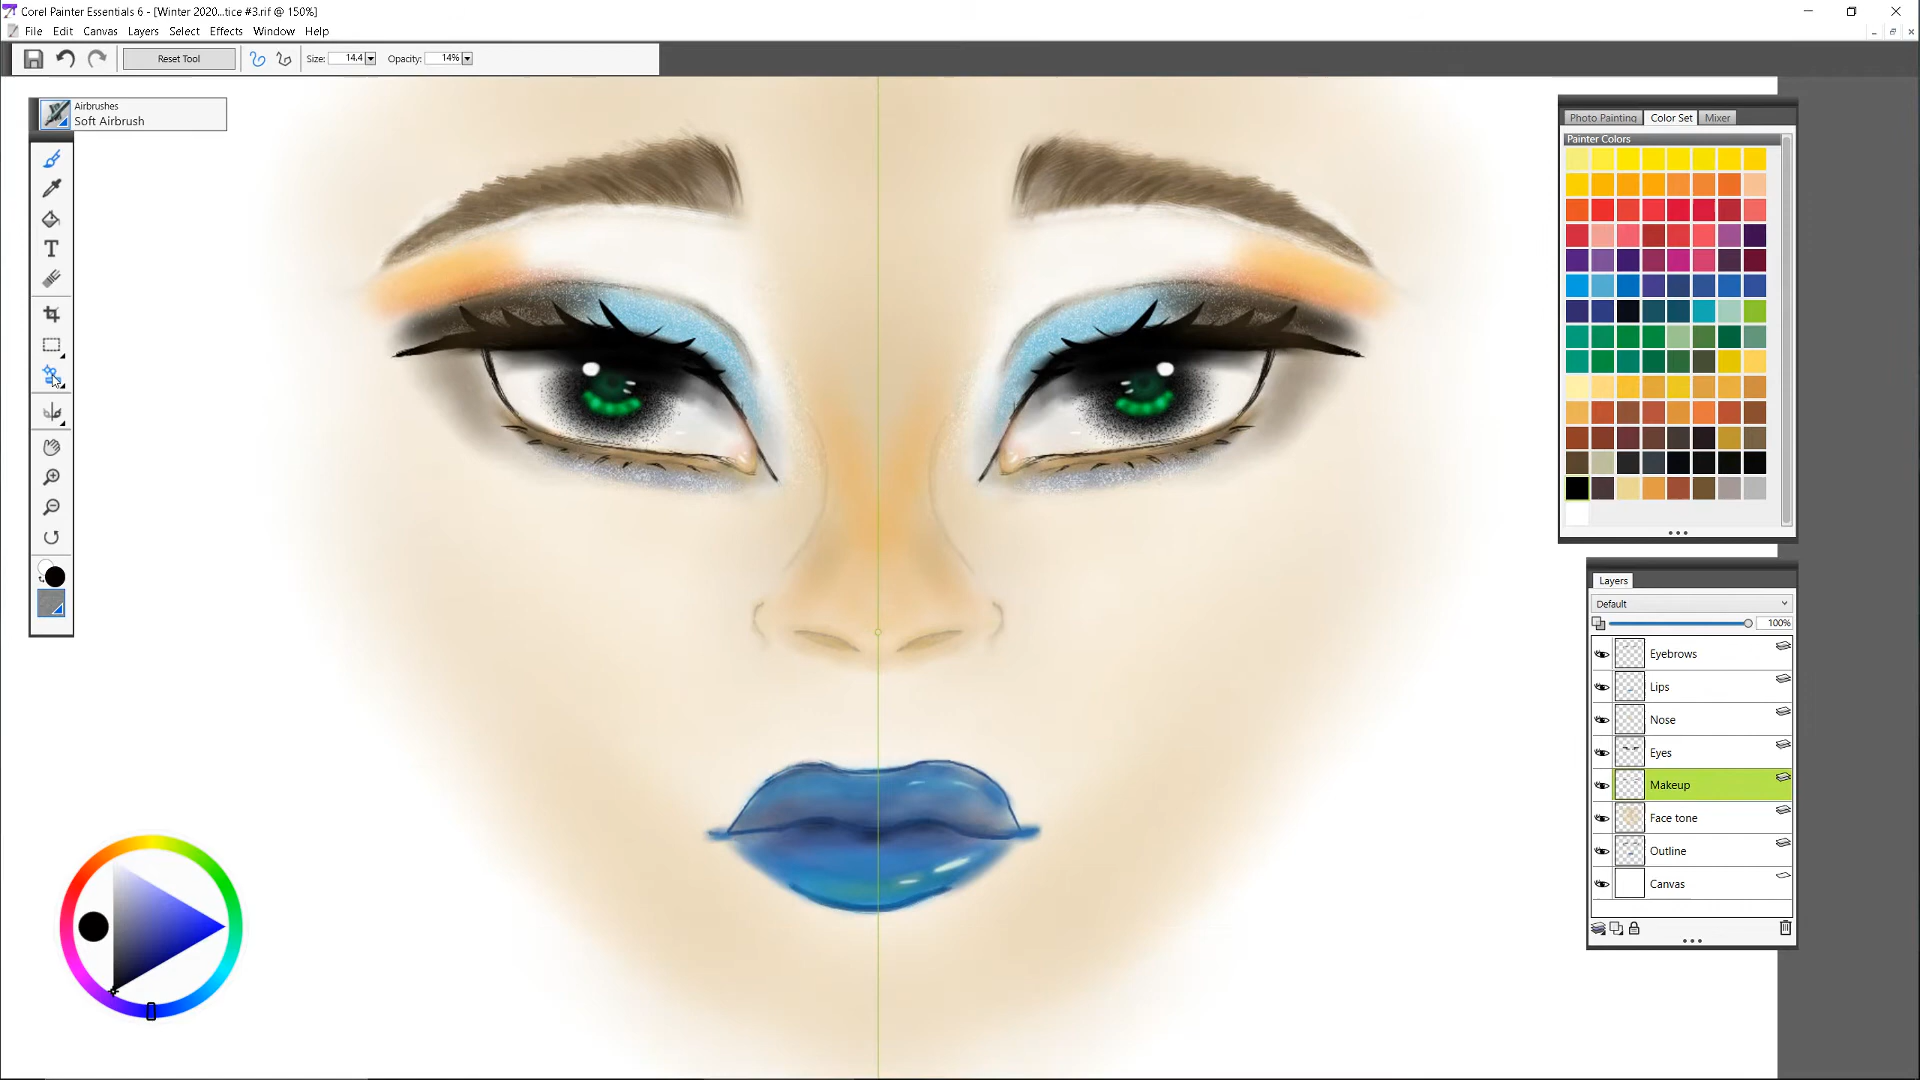 Corel Painter Essentials 6 - [Winter 2020...tice #3.rif @ 150%]
File Edit Canvas Layers Select Effects Window Help
Reset Tool Size: 14.4 Opacity: 14%
Airbrushes
Soft Airbrush
T
Photo Painting Color Set Mixer
Painter Colors
Layers
Default
100%
Eyebrows
Lips
Nose
Eyes
Makeup
Face tone
Outline
Canvas